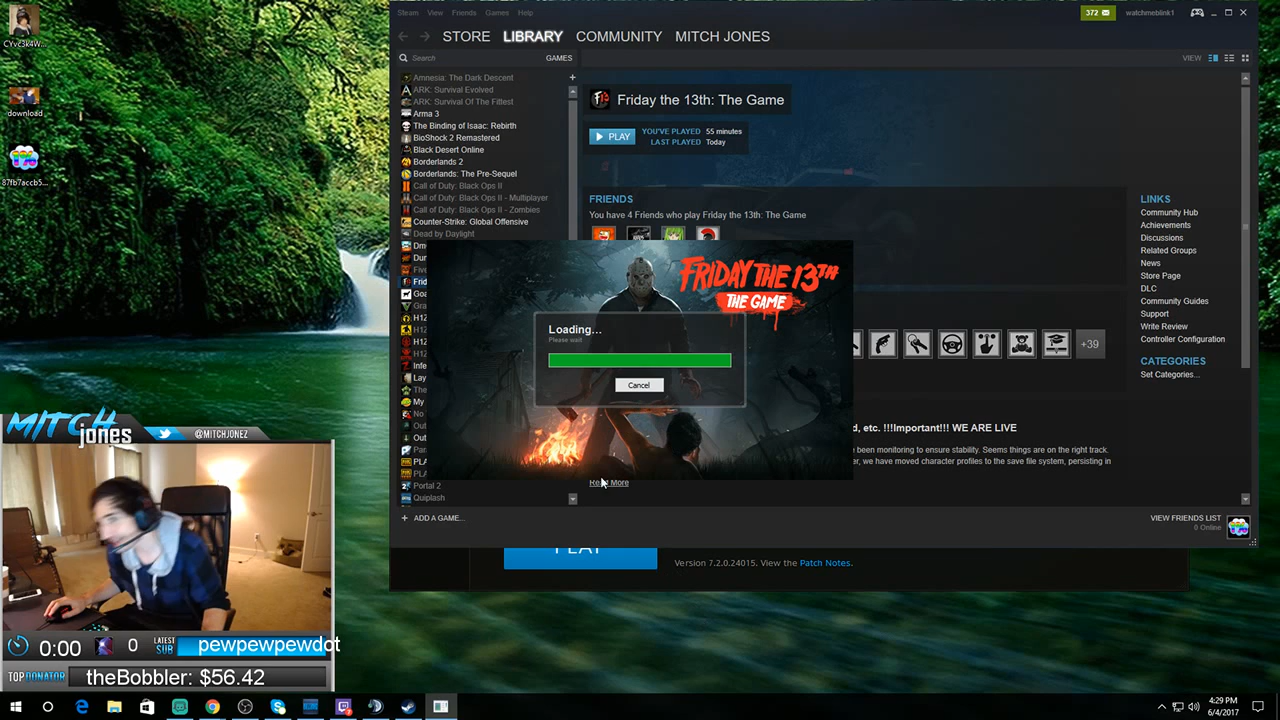 CYvc3k4W...
download
87fb7accb5...
Steam View Friends Games Help
372
watchmeblink1
STORE LIBRARY COMMUNITY MITCH JONES
Search
GAMES
VIEW
Amnesia: The Dark Descent
ARK: Survival Evolved
ARK: Survival Of The Fittest
Arma 3
The Binding of Isaac: Rebirth
BioShock 2 Remastered
Black Desert Online
Borderlands 2
Borderlands: The Pre-Sequel
Call of Duty: Black Ops II
Call of Duty: Black Ops II - Multiplayer
Call of Duty: Black Ops II - Zombies
Counter-Strike: Global Offensive
Dead by Daylight
Portal 2
Quiplash
+ ADD A GAME...
Friday the 13th: The Game
PLAY
YOU'VE PLAYED 55 minutes
LAST PLAYED Today
FRIENDS
You have 4 Friends who play Friday the 13th: The Game
FRIDAY THE 13TH
THE GAME
Loading...
Please wait
Cancel
+39
d, etc. !!!!Important!!! WE ARE LIVE
been monitoring to ensure stability. Seems things are on the right track.
er, we have moved character profiles to the save file system, persisting in
Read More
LINKS
Community Hub
Achievements
Discussions
Related Groups
News
Store Page
DLC
Community Guides
Support
Write Review
Controller Configuration
CATEGORIES
Set Categories...
VIEW FRIENDS LIST
0 Online
PLAY
Version 7.2.0.24015. View the Patch Notes.
MITCH
jones
@MITCHJONEZ
0:00
0
LATEST
SUB
pewpewpewdot
TOP DONATOR
theBobbler: $56.42
4:29 PM
6/4/2017